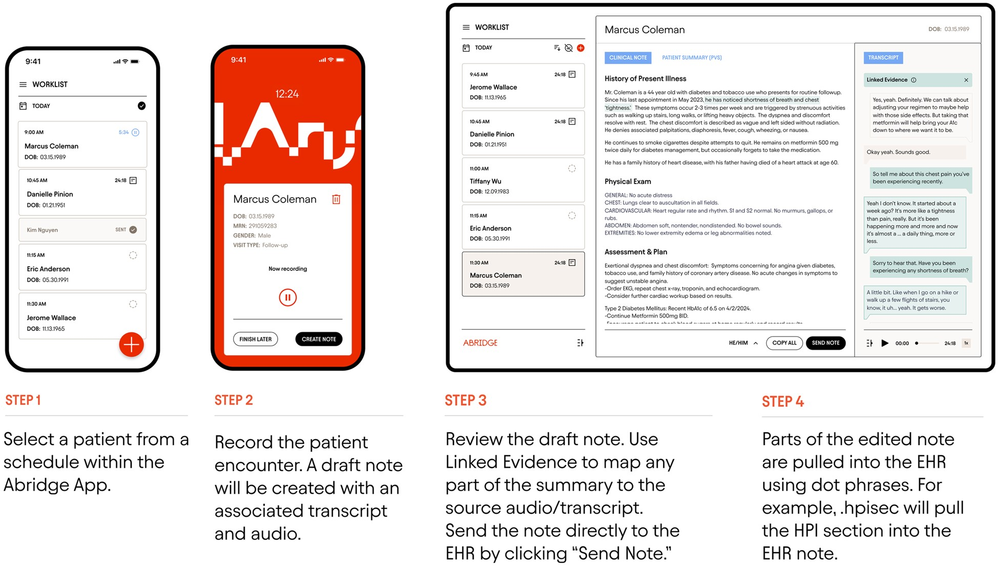 9:41
WORKLIST
TODAY
9:00 AM 5:34
Marcus Coleman
DOB: 03.15.1989
10:45 AM 24:18
Danielle Pinion
DOB: 01.21.1951
Kim Nguyen SENT
11:15 AM
Eric Anderson
DOB: 05.30.1991
11:30 AM
Jerome Wallace
DOB: 11.13.1965
9:41
12:24
Marcus Coleman
DOB: 03.15.1989
MRN: 291059283
GENDER: Male
VISIT TYPE: Follow-up
Now recording
FINISH LATER CREATE NOTE
WORKLIST
TODAY
9:45 AM 24:18
Jerome Wallace
DOB: 11.13.1965
10:45 AM 24:18
Danielle Pinion
DOB: 01.21.1951
11:00 AM
Tiffany Wu
DOB: 12.09.1983
11:15 AM
Eric Anderson
DOB: 05.30.1991
11:30 AM 24:18
Marcus Coleman
DOB: 03.15.1989
ABRIDGE
Marcus Coleman DOB: 03.15.1989
CLINICAL NOTE PATIENT SUMMARY (PVS)
History of Present Illness
Mr. Coleman is a 44 year old with diabetes and tobacco use who presents for routine followup.
Since his last appointment in May 2023, he has noticed shortness of breath and chest
'tightness.' These symptoms occur 2-3 times per week and are triggered by strenuous activities
such as walking up stairs, long walks, or lifting heavy objects. The dyspnea and discomfort
resolve with rest. The chest discomfort is described as vague and left sided without radiation.
He denies associated palpitations, diaphoresis, fever, cough, wheezing, or nausea.
He continues to smoke cigarettes despite attempts to quit. He remains on metformin 500 mg
twice daily for diabetes management, but occasionally forgets to take the medication.
He has a family history of heart disease, with his father having died of a heart attack at age 60.
Physical Exam
GENERAL: No acute distress
CHEST: Lungs clear to auscultation in all fields.
CARDIOVASCULAR: Heart regular rate and rhythm. S1 and S2 normal. No murmurs, gallops, or
rubs.
ABDOMEN: Abdomen soft, nontender, nondistended. No bowel sounds.
EXTREMITIES: No lower extremity edema or leg abnormalities noted.
Assessment & Plan
Exertional dyspnea and chest discomfort: Symptoms concerning for angina given diabetes,
tobacco use, and family history of coronary artery disease. No acute changes in symptoms to
suggest unstable angina.
-Order EKG, repeat chest x-ray, troponin, and echocardiogram.
-Consider further cardiac workup based on results.
Type 2 Diabetes Mellitus: Recent HbA1c of 6.5 on 4/2/2024.
-Continue Metformin 500mg BID.
-Encourage patient to check blood sugars at home regularly and record results
HE/HIM COPY ALL SEND NOTE
TRANSCRIPT
Linked Evidence
Yes, yeah. Definitely. We can talk about
adjusting your regimen to maybe help
with those side effects. But taking that
metformin will help bring your A1c
down to where we want it to be.
Okay yeah. Sounds good.
So tell me about this chest pain you've
been experiencing recently.
Yeah I don't know. It started about a
week ago? It's more like a tightness
than pain, really. But it's been
happening more and more and now
it's almost a ... a daily thing, more or
less.
Sorry to hear that. Have you been
experiencing any shortness of breath?
A little bit. Like when I go on a hike or
walk up a few flights of stairs, you
know, it uh... yeah. It gets worse.
00:00 24:18 1x
STEP 1
Select a patient from a
schedule within the
Abridge App.
STEP 2
Record the patient
encounter. A draft note
will be created with an
associated transcript
and audio.
STEP 3
Review the draft note. Use
Linked Evidence to map any
part of the summary to the
source audio/transcript.
Send the note directly to the
EHR by clicking “Send Note.”
STEP 4
Parts of the edited note
are pulled into the EHR
using dot phrases. For
example, .hpisec will pull
the HPI section into the
EHR note.